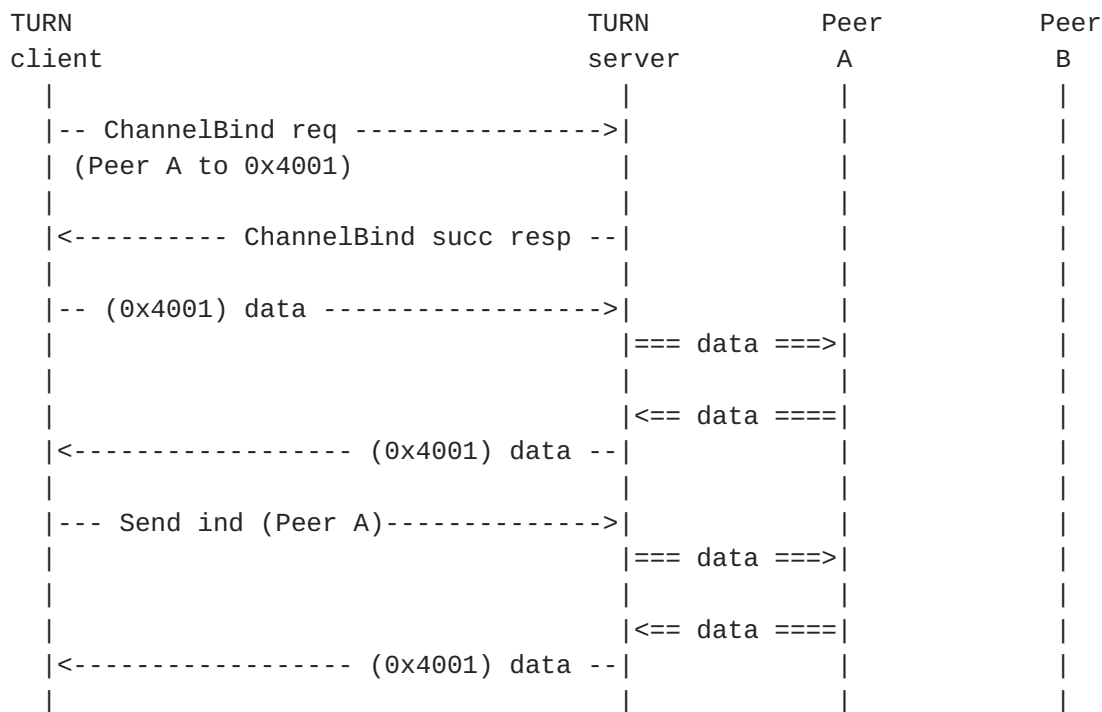 TURN                                 TURN           Peer          Peer
client                               server          A             B
  |                                    |             |             |
  |-- ChannelBind req ---------------->|             |             |
  | (Peer A to 0x4001)                 |             |             |
  |                                    |             |             |
  |<---------- ChannelBind succ resp --|             |             |
  |                                    |             |             |
  |-- (0x4001) data ------------------>|             |             |
  |                                    |=== data ===>|             |
  |                                    |             |             |
  |                                    |<== data ====|             |
  |<------------------ (0x4001) data --|             |             |
  |                                    |             |             |
  |--- Send ind (Peer A)-------------->|             |             |
  |                                    |=== data ===>|             |
  |                                    |             |             |
  |                                    |<== data ====|             |
  |<------------------ (0x4001) data --|             |             |
  |                                    |             |             |